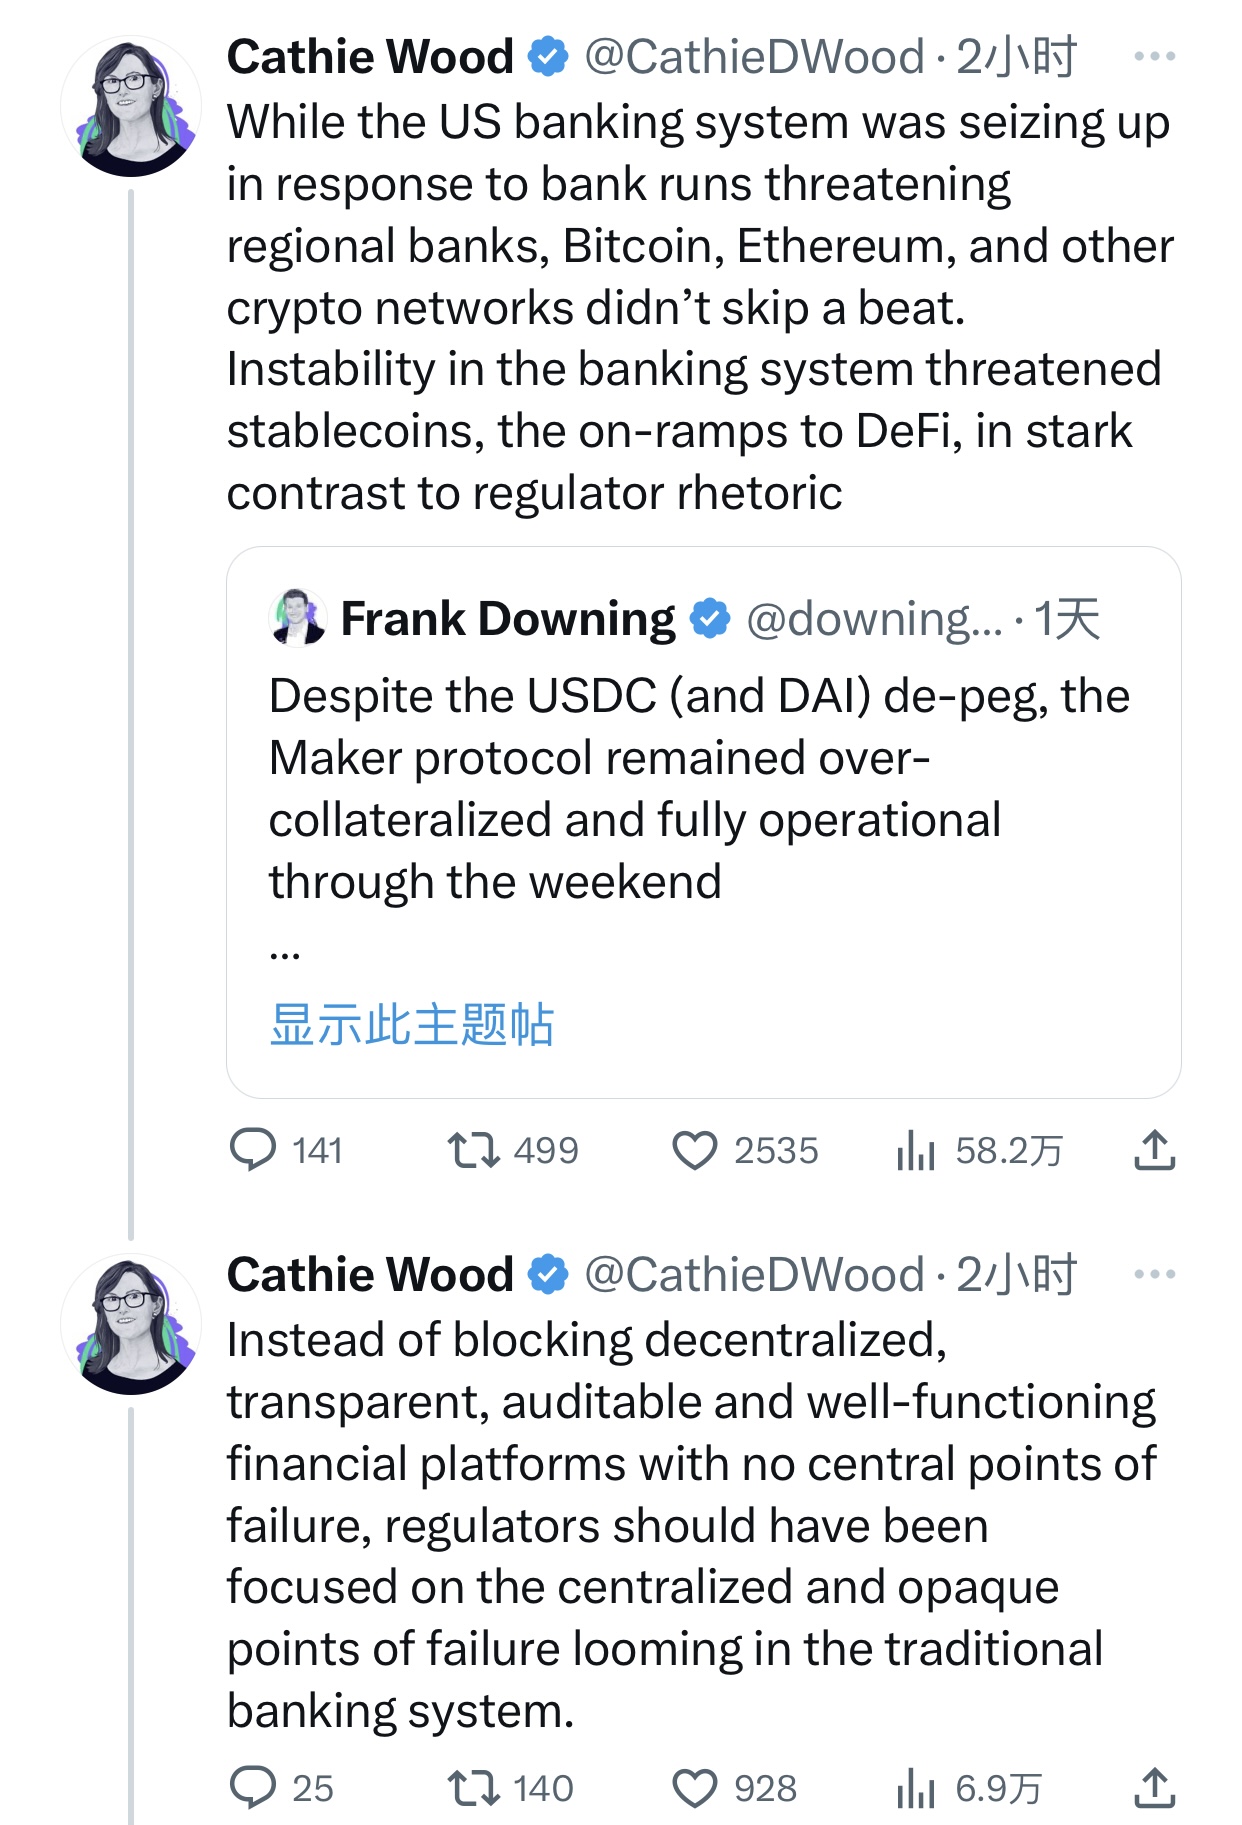 Cathie Wood @CathieDWood · 2小时
While the US banking system was seizing up
in response to bank runs threatening
regional banks, Bitcoin, Ethereum, and other
crypto networks didn’t skip a beat.
Instability in the banking system threatened
stablecoins, the on-ramps to DeFi, in stark
contrast to regulator rhetoric
Frank Downing @downing... · 1天
Despite the USDC (and DAI) de-peg, the
Maker protocol remained over-
collateralized and fully operational
through the weekend
...
显示此主题帖
141 499 2535 58.2万
Cathie Wood @CathieDWood · 2小时
Instead of blocking decentralized,
transparent, auditable and well-functioning
financial platforms with no central points of
failure, regulators should have been
focused on the centralized and opaque
points of failure looming in the traditional
banking system.
25 140 928 6.9万